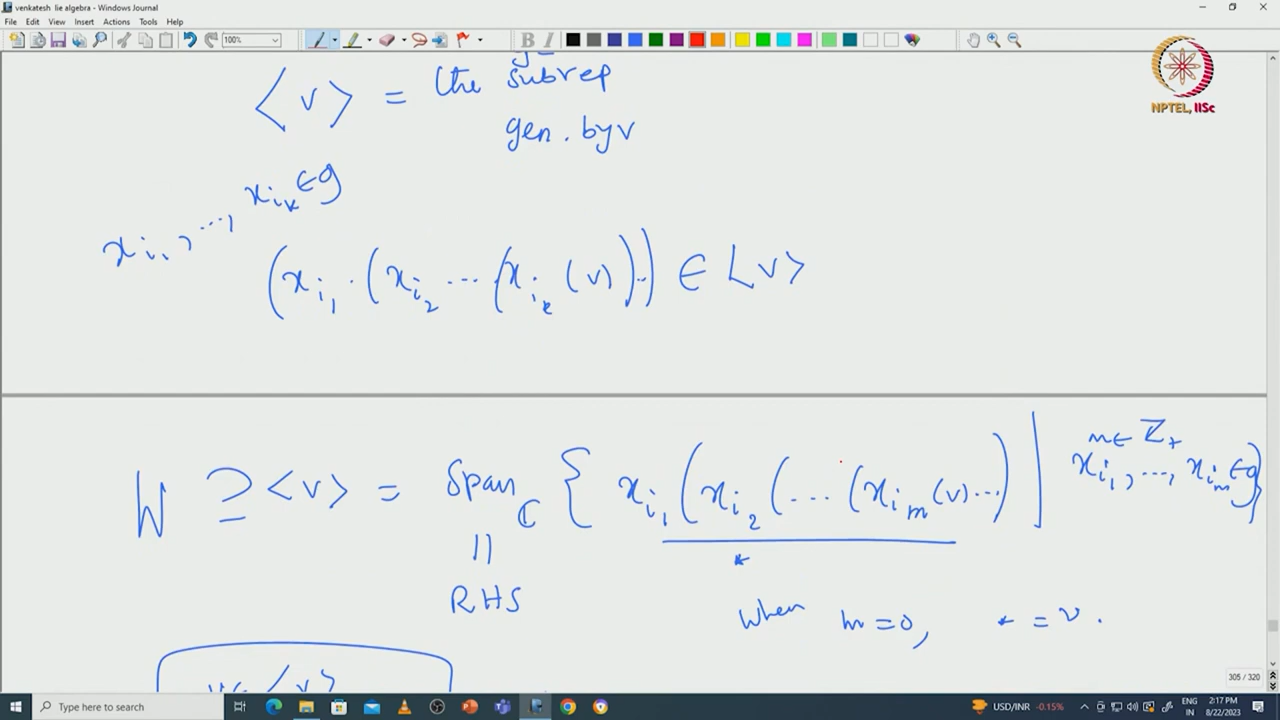 venkatesh lie algebra - Windows Journal
File Edit View Insert Actions Tools Help
100%
B I
NPTEL, IISc
⟨v⟩ = the subrep
gen. by v
x_{i_1}, ..., x_{i_k} ∈ g
(x_{i_1} · (x_{i_2} ... (x_{i_k} (v)) .. )) ∈ ⟨v⟩
W ⊇ ⟨v⟩ = Span_ℂ { x_{i_1} ( x_{i_2} ( ... ( x_{i_m} (v) ... ) | m ∈ ℤ_+
x_{i_1}, ..., x_{i_m} ∈ g }
*
||
RHS
When m = 0, * = v.
⟨v⟩
305 / 320
Type here to search
USD/INR -0.15%
ENG
IN
2:17 PM
8/22/2023